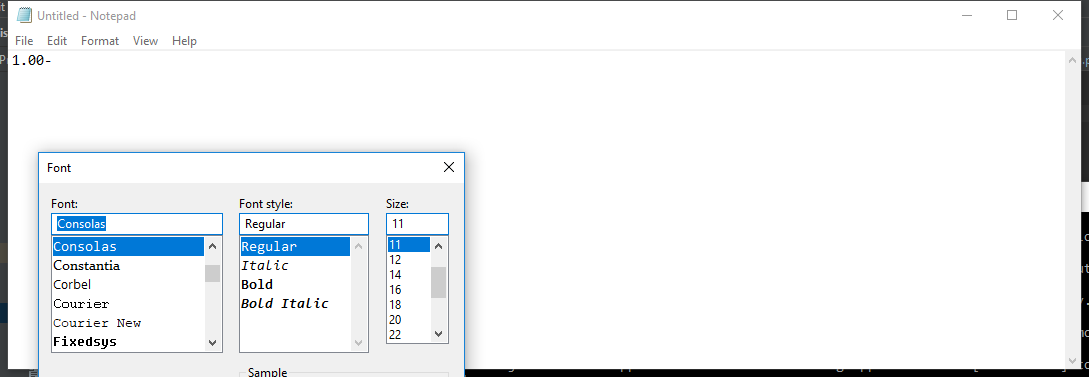 Untitled - Notepad
File Edit Format View Help
1.00-
Font
Font: Font style: Size:
Consolas Regular 11
Consolas Regular 11
Constantia Italic 12
Corbel Bold 14
Courier Bold Italic 16
Courier New 18
Fixedsys 20
22
Sample